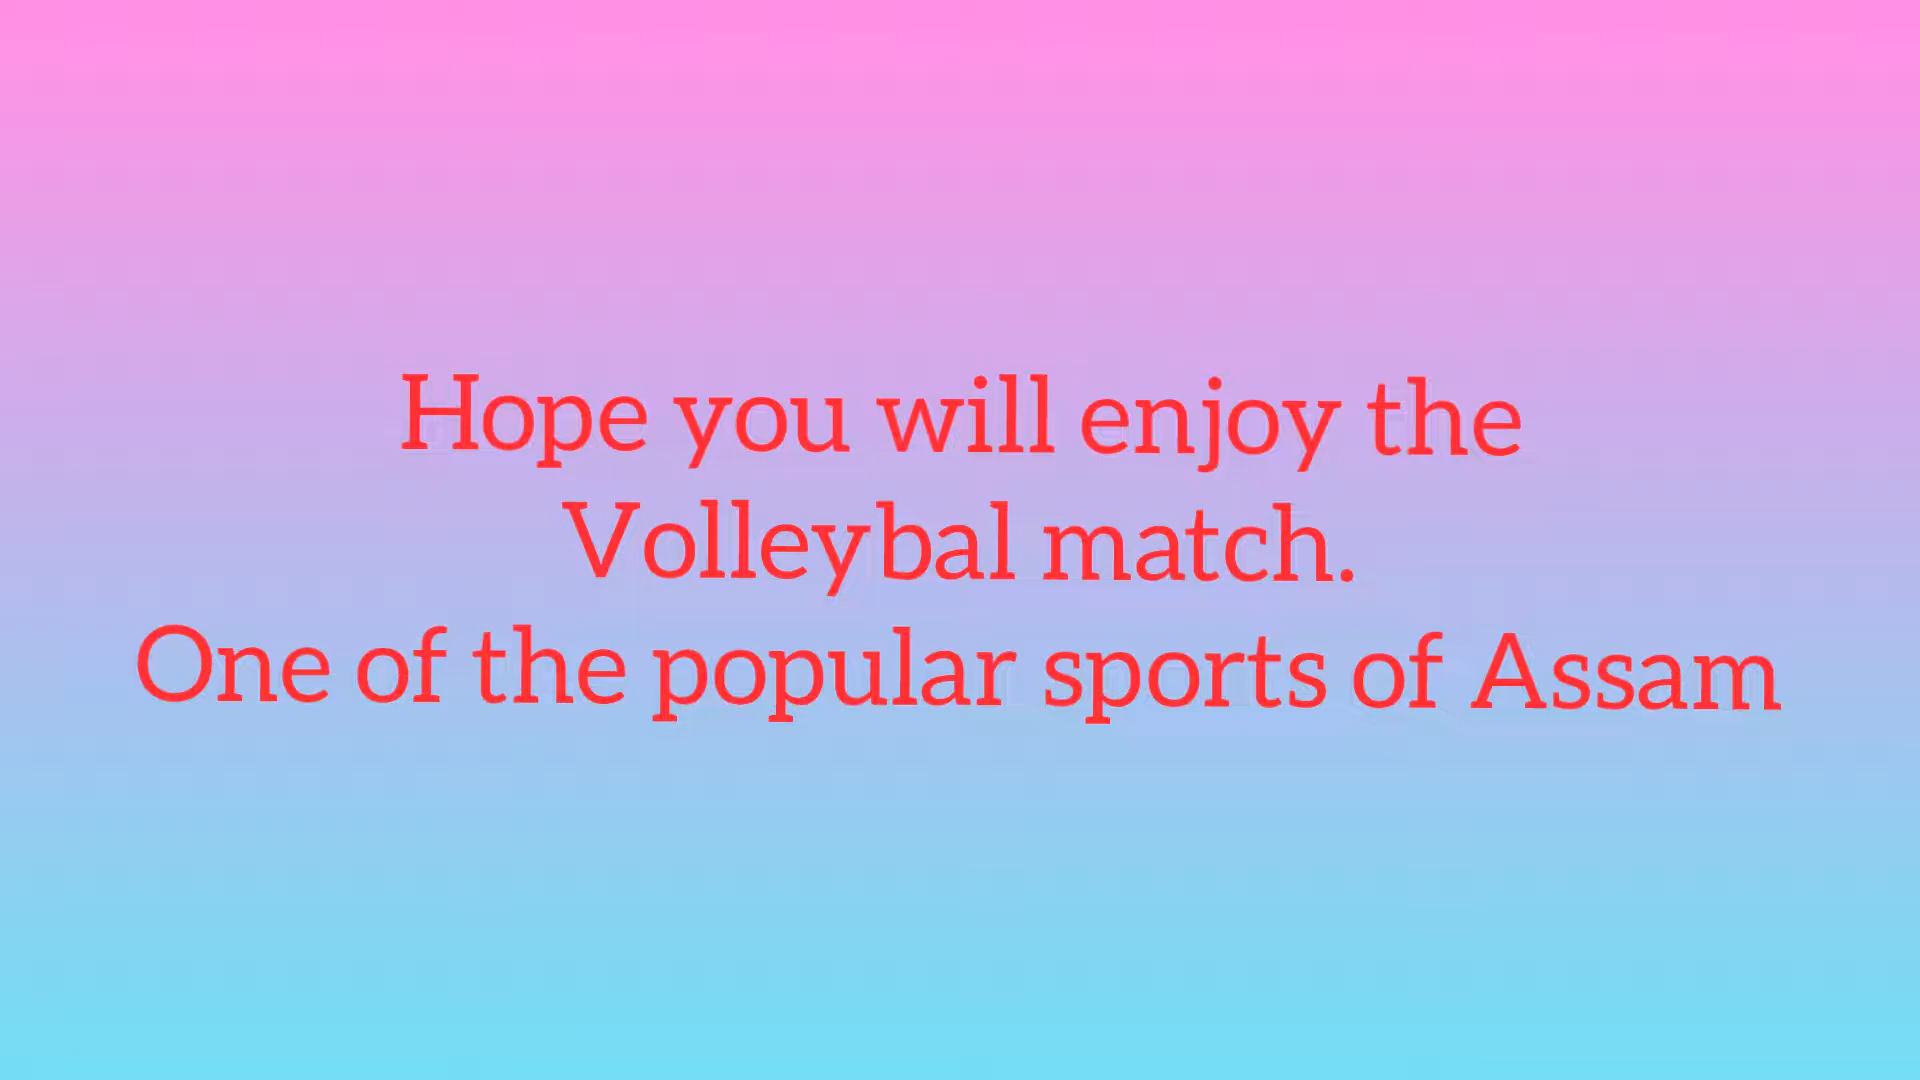 Hope you will enjoy the
Volleybal match.
One of the popular sports of Assam